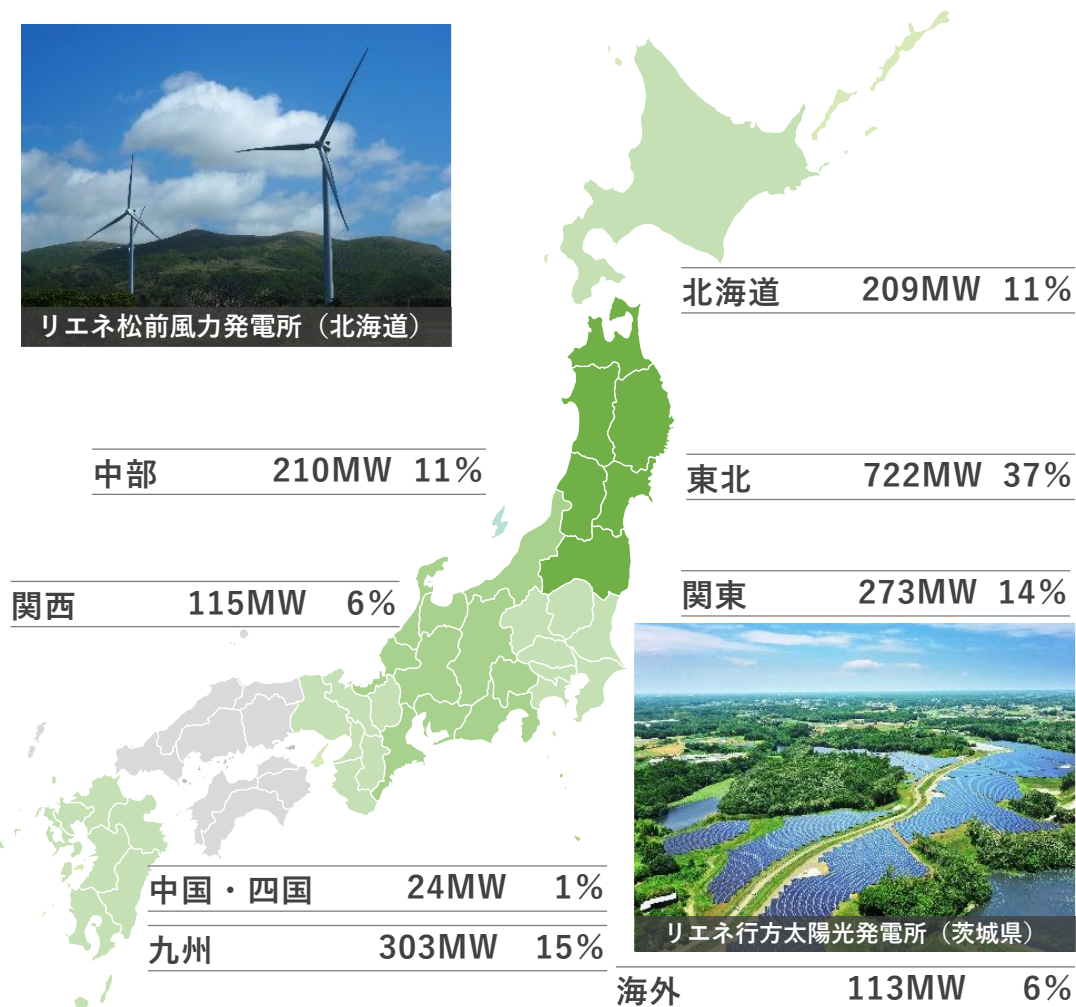 リエネ松前風力発電所（北海道）
北海道 209MW 11%
中部 210MW 11%
東北 722MW 37%
関西 115MW 6%
関東 273MW 14%
中国・四国 24MW 1%
九州 303MW 15%
リエネ行方太陽光発電所（茨城県）
海外 113MW 6%